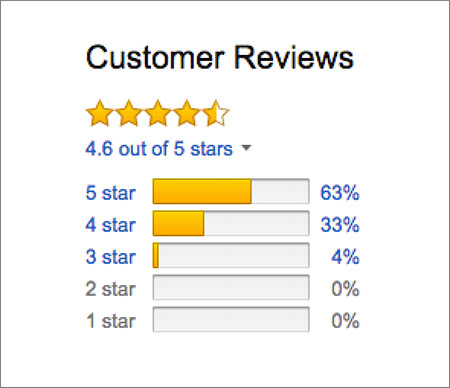 Customer Reviews
4.6 out of 5 stars
5 star 63%
4 star 33%
3 star 4%
2 star 0%
1 star 0%